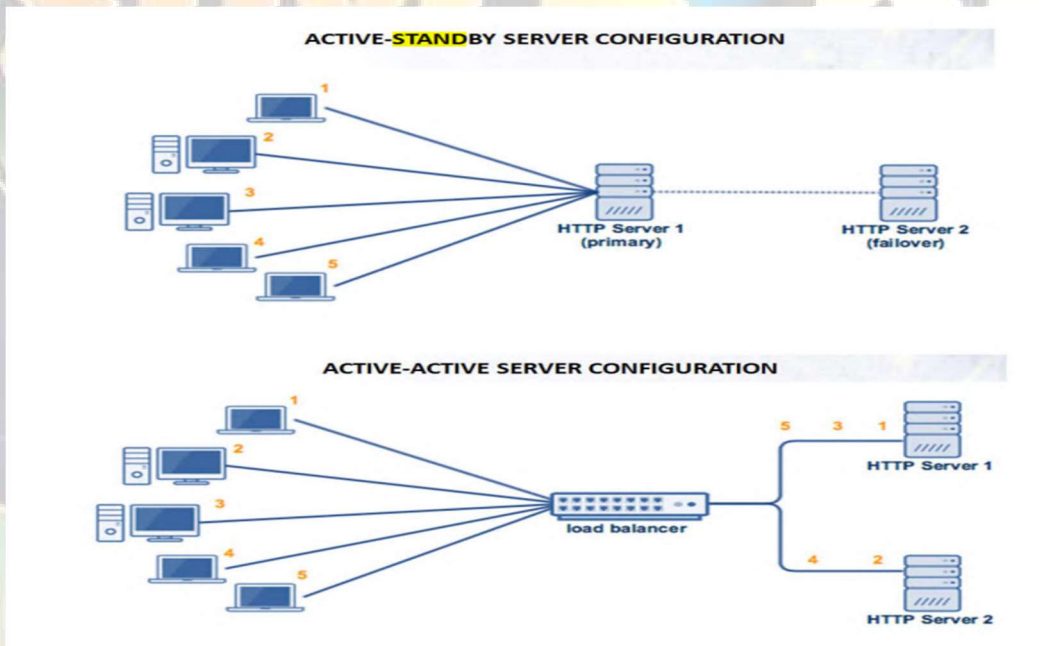 ACTIVE-STANDBY SERVER CONFIGURATION
1
2
3
4
5
HTTP Server 1
(primary)
HTTP Server 2
(failover)
ACTIVE-ACTIVE SERVER CONFIGURATION
1
2
3
4
5
load balancer
5 3 1
HTTP Server 1
4 2
HTTP Server 2